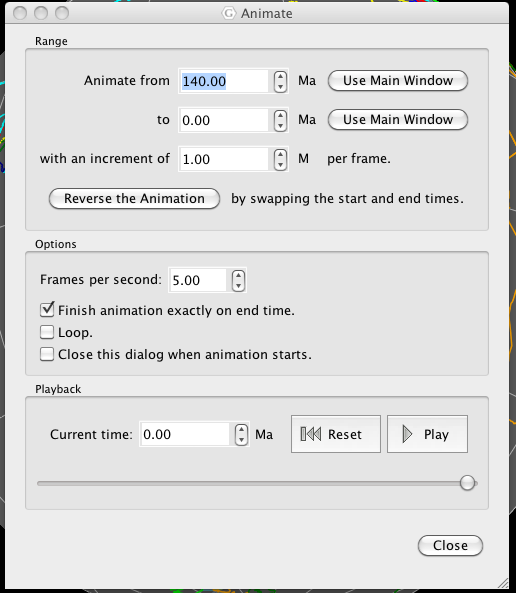 Animate
Range
Animate from 140.00 Ma Use Main Window
to 0.00 Ma Use Main Window
with an increment of 1.00 M per frame.
Reverse the Animation by swapping the start and end times.
Options
Frames per second: 5.00
Finish animation exactly on end time.
Loop.
Close this dialog when animation starts.
Playback
Current time: 0.00 Ma Reset Play
Close